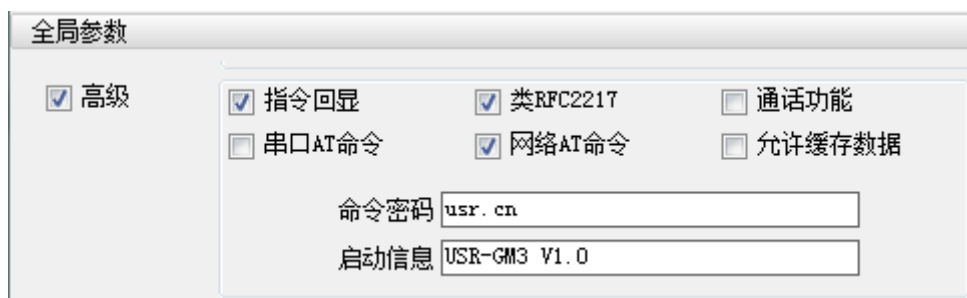 全局参数
高级 指令回显 类RFC2217 通话功能
串口AT命令 网络AT命令 允许缓存数据
命令密码 usr.cn
启动信息 USR-GM3 V1.0